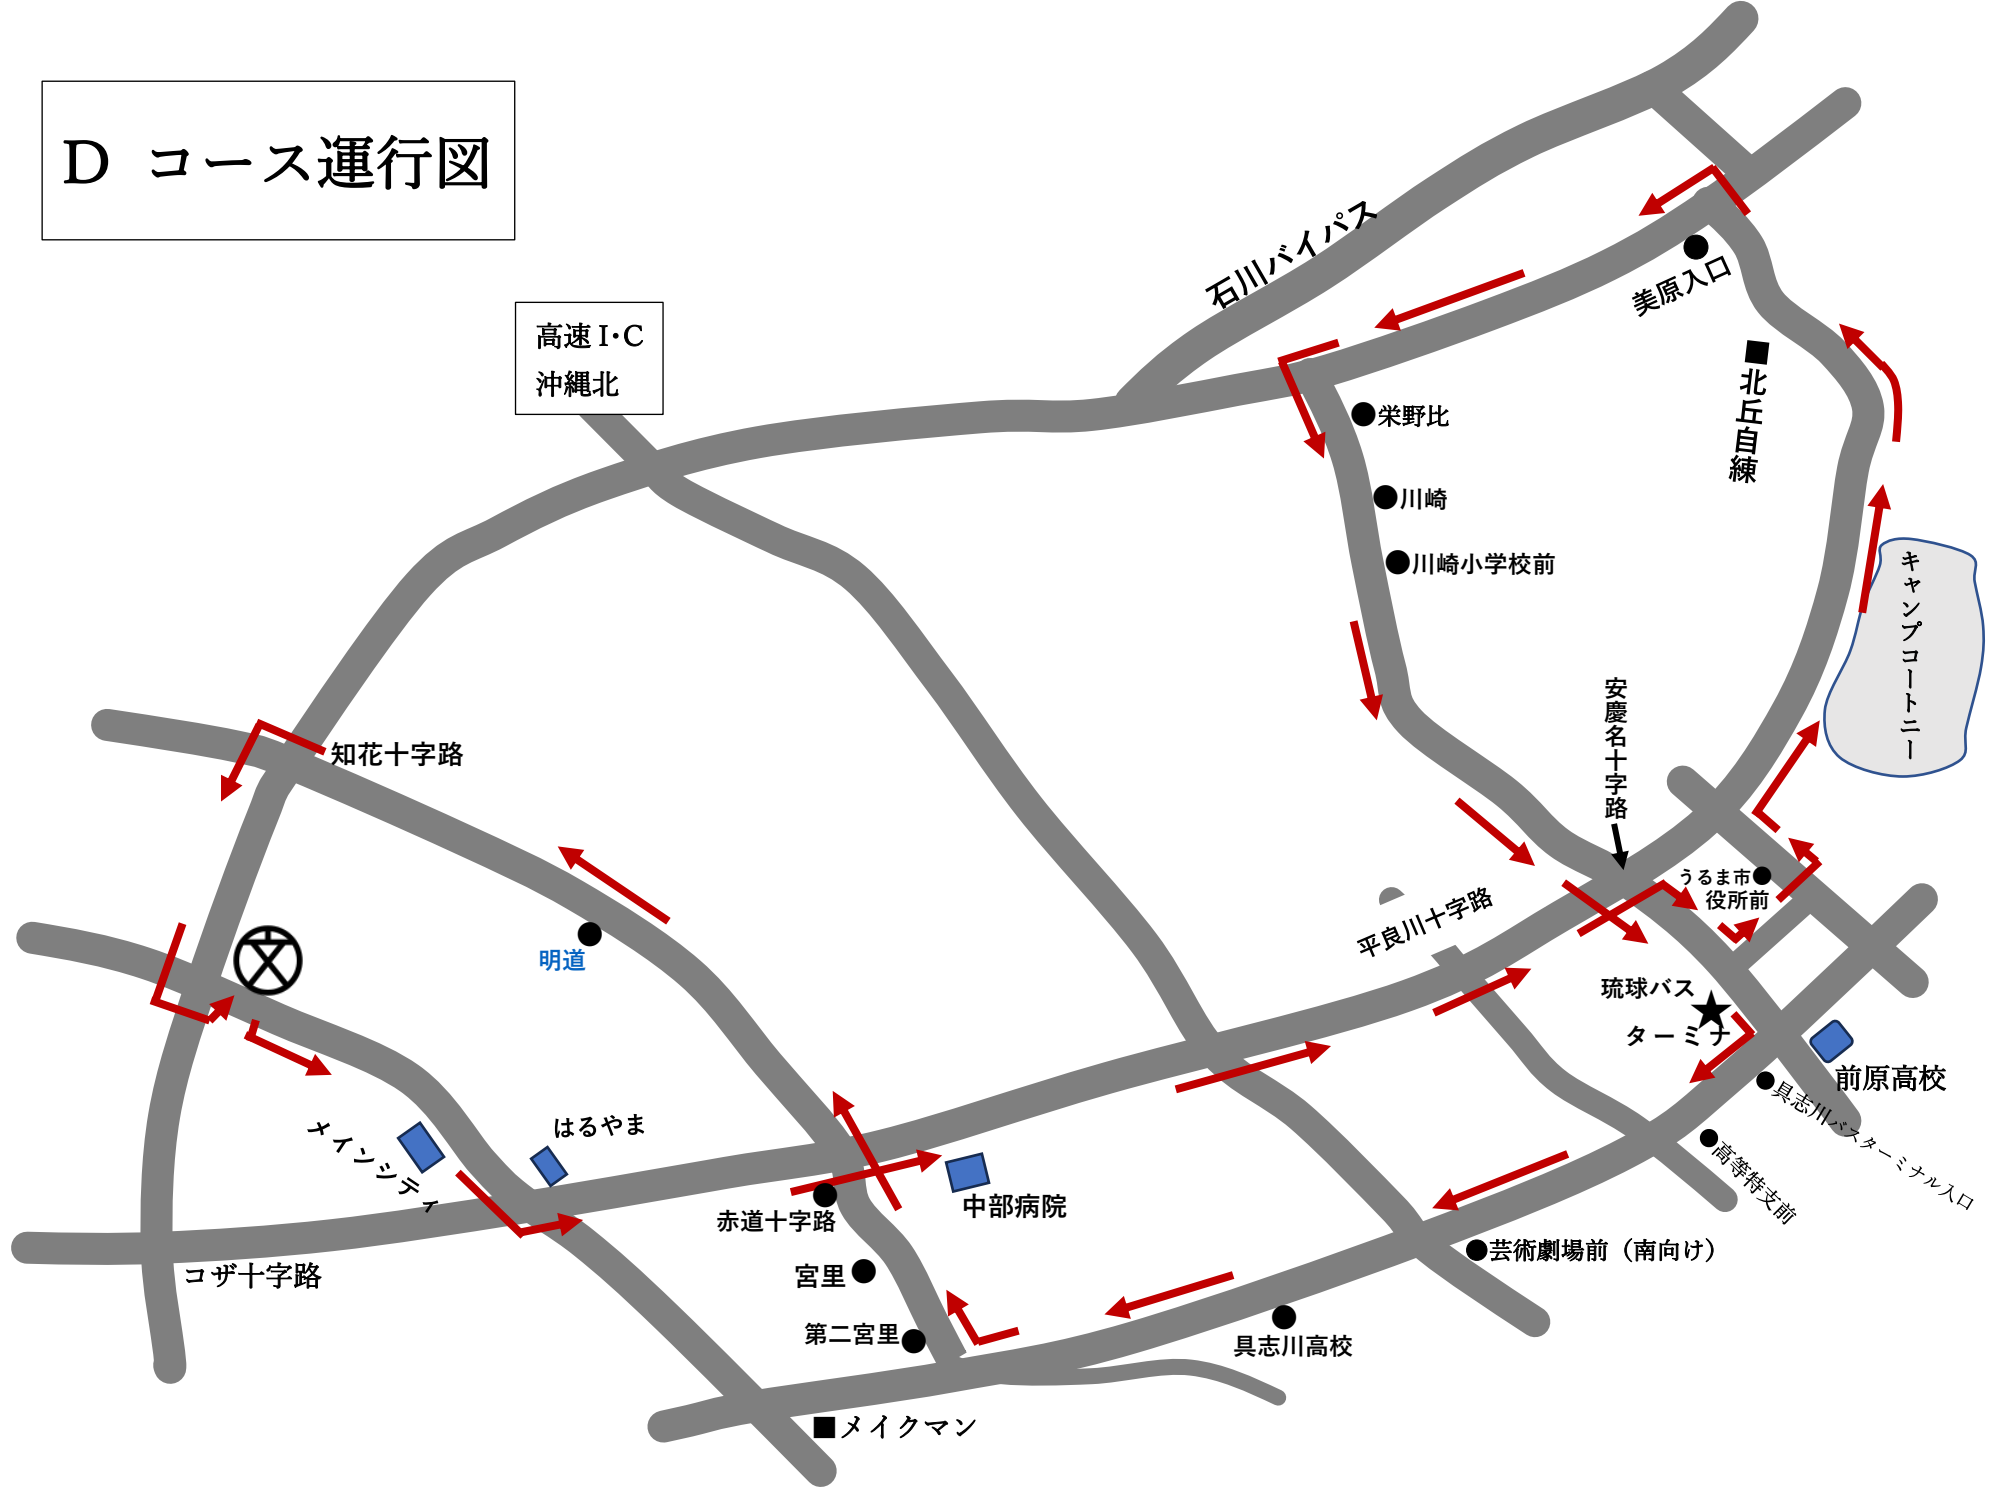 D コース運行図
石川バイパス
美原入口
高速 I・C
沖縄北
■北丘自練
●栄野比
●川崎
●川崎小学校前
キャンプコートニー
安慶名十字路
知花十字路
うるま市
役所前
平良川十字路
明道
琉球バス
★
ターミナ
前原高校
●具志川バスターミナル入口
はるやま
メインシティ
●高等特支前
中部病院
赤道十字路
●芸術劇場前（南向け）
コザ十字路
宮里
第二宮里
具志川高校
■メイクマン